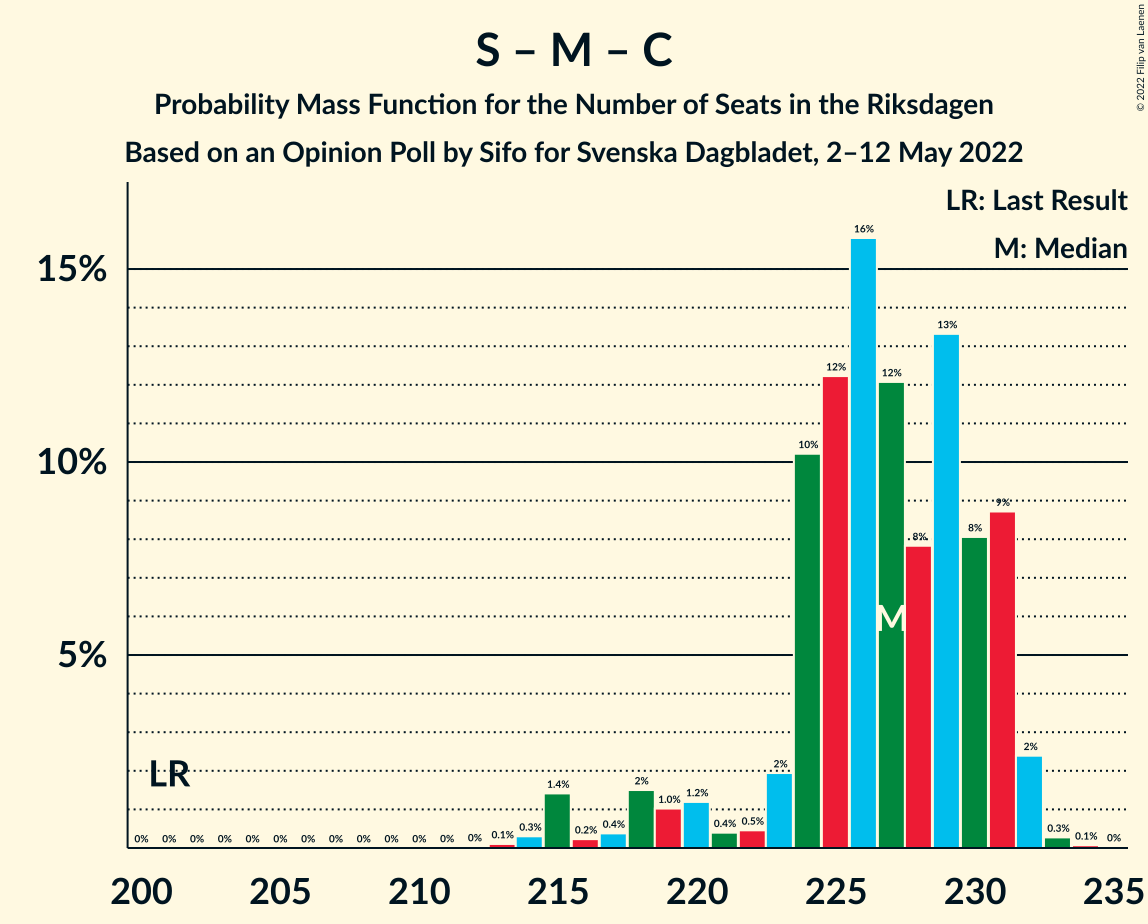 S – M – C
Probability Mass Function for the Number of Seats in the Riksdagen
Based on an Opinion Poll by Sifo for Svenska Dagbladet, 2–12 May 2022
© 2022 Filip van Laenen
LR: Last Result
M: Median
15%
10%
5%
LR
M
0% 0% 0% 0% 0% 0% 0% 0% 0% 0% 0% 0% 0% 0.1% 0.3% 1.4% 0.2% 0.4% 2% 1.0% 1.2% 0.4% 0.5% 2% 10% 12% 16% 12% 8% 13% 8% 9% 2% 0.3% 0.1% 0%
200 205 210 215 220 225 230 235